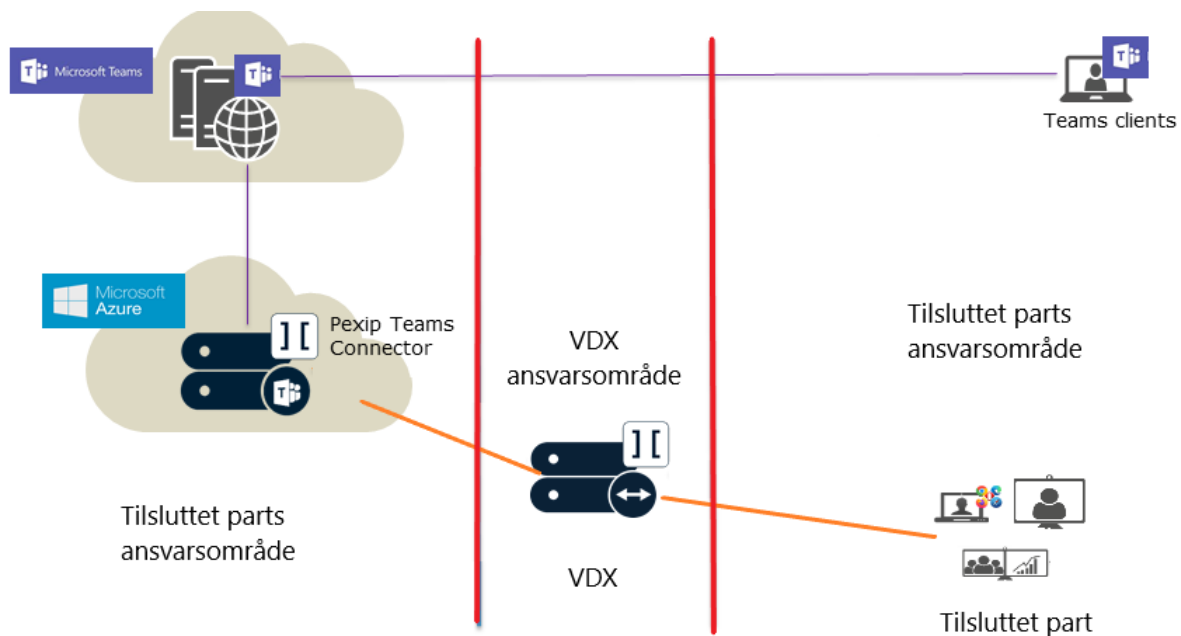 Microsoft Teams
Teams clients
Microsoft
Azure
Pexip Teams
Connector
VDX
ansvarsområde
Tilsluttet parts
ansvarsområde
Tilsluttet parts
ansvarsområde
VDX
Tilsluttet part